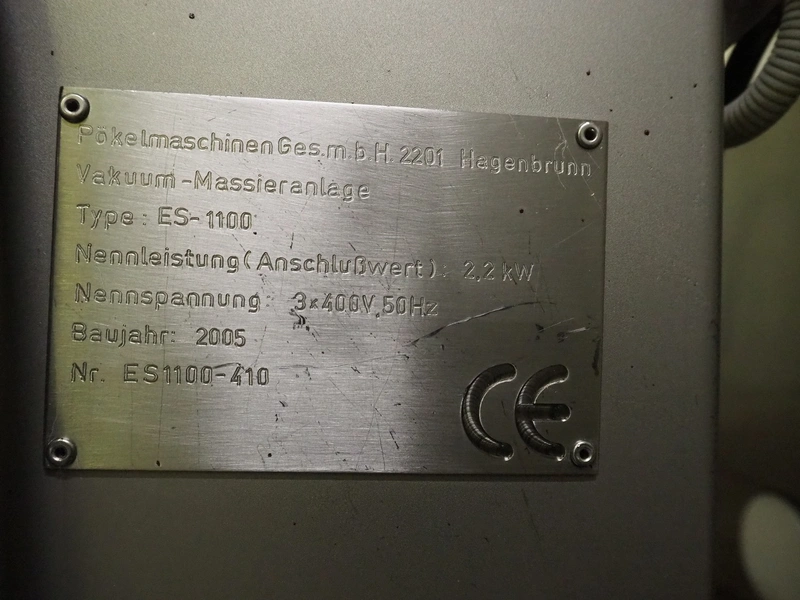 Pökelmaschinen Ges.m.b.H. 2201 Hagenbrunn
Vakuum-Massieranlage
Type: ES-1100
Nennleistung (Anschlußwert): 2,2 kW
Nennspannung: 3x400V,50Hz
Baujahr: 2005
Nr. ES1100-410
CE